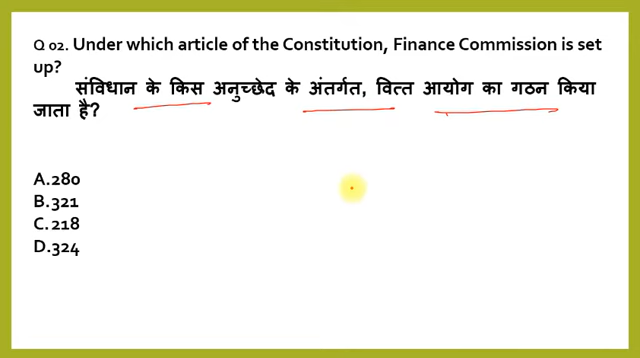 Q 02. Under which article of the Constitution, Finance Commission is set
up?
संविधान के किस अनुच्छेद के अंतर्गत, वित्त आयोग का गठन किया
जाता है?
A.280
B.321
C.218
D.324